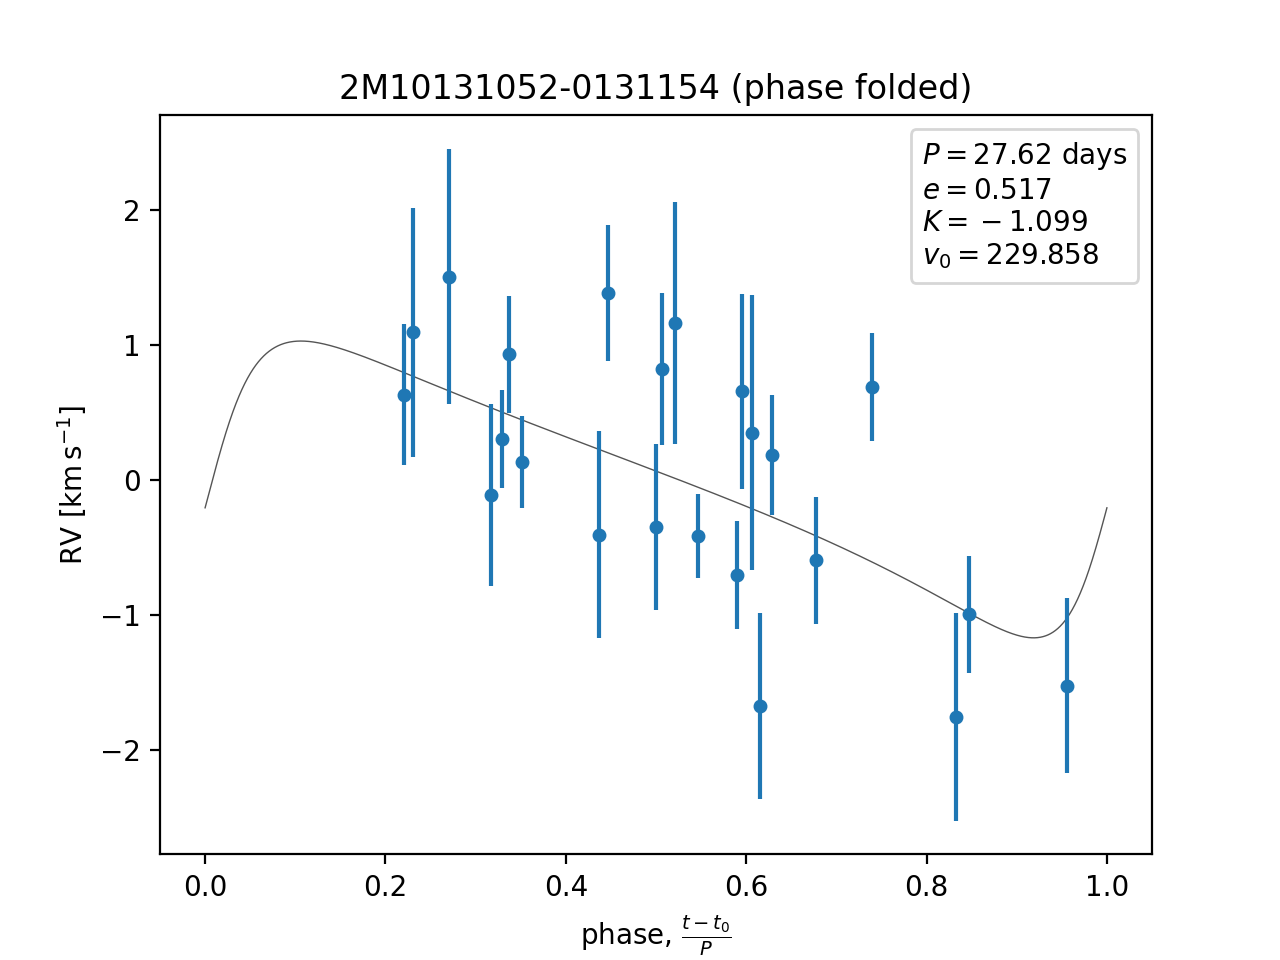 2M10131052-0131154 (phase folded)
P = 27.62 days
e = 0.517
K = −1.099
v₀ = 229.858
RV [km s⁻¹]
2
1
0
−1
−2
0.0 0.2 0.4 0.6 0.8 1.0
phase, (t − t₀)/P